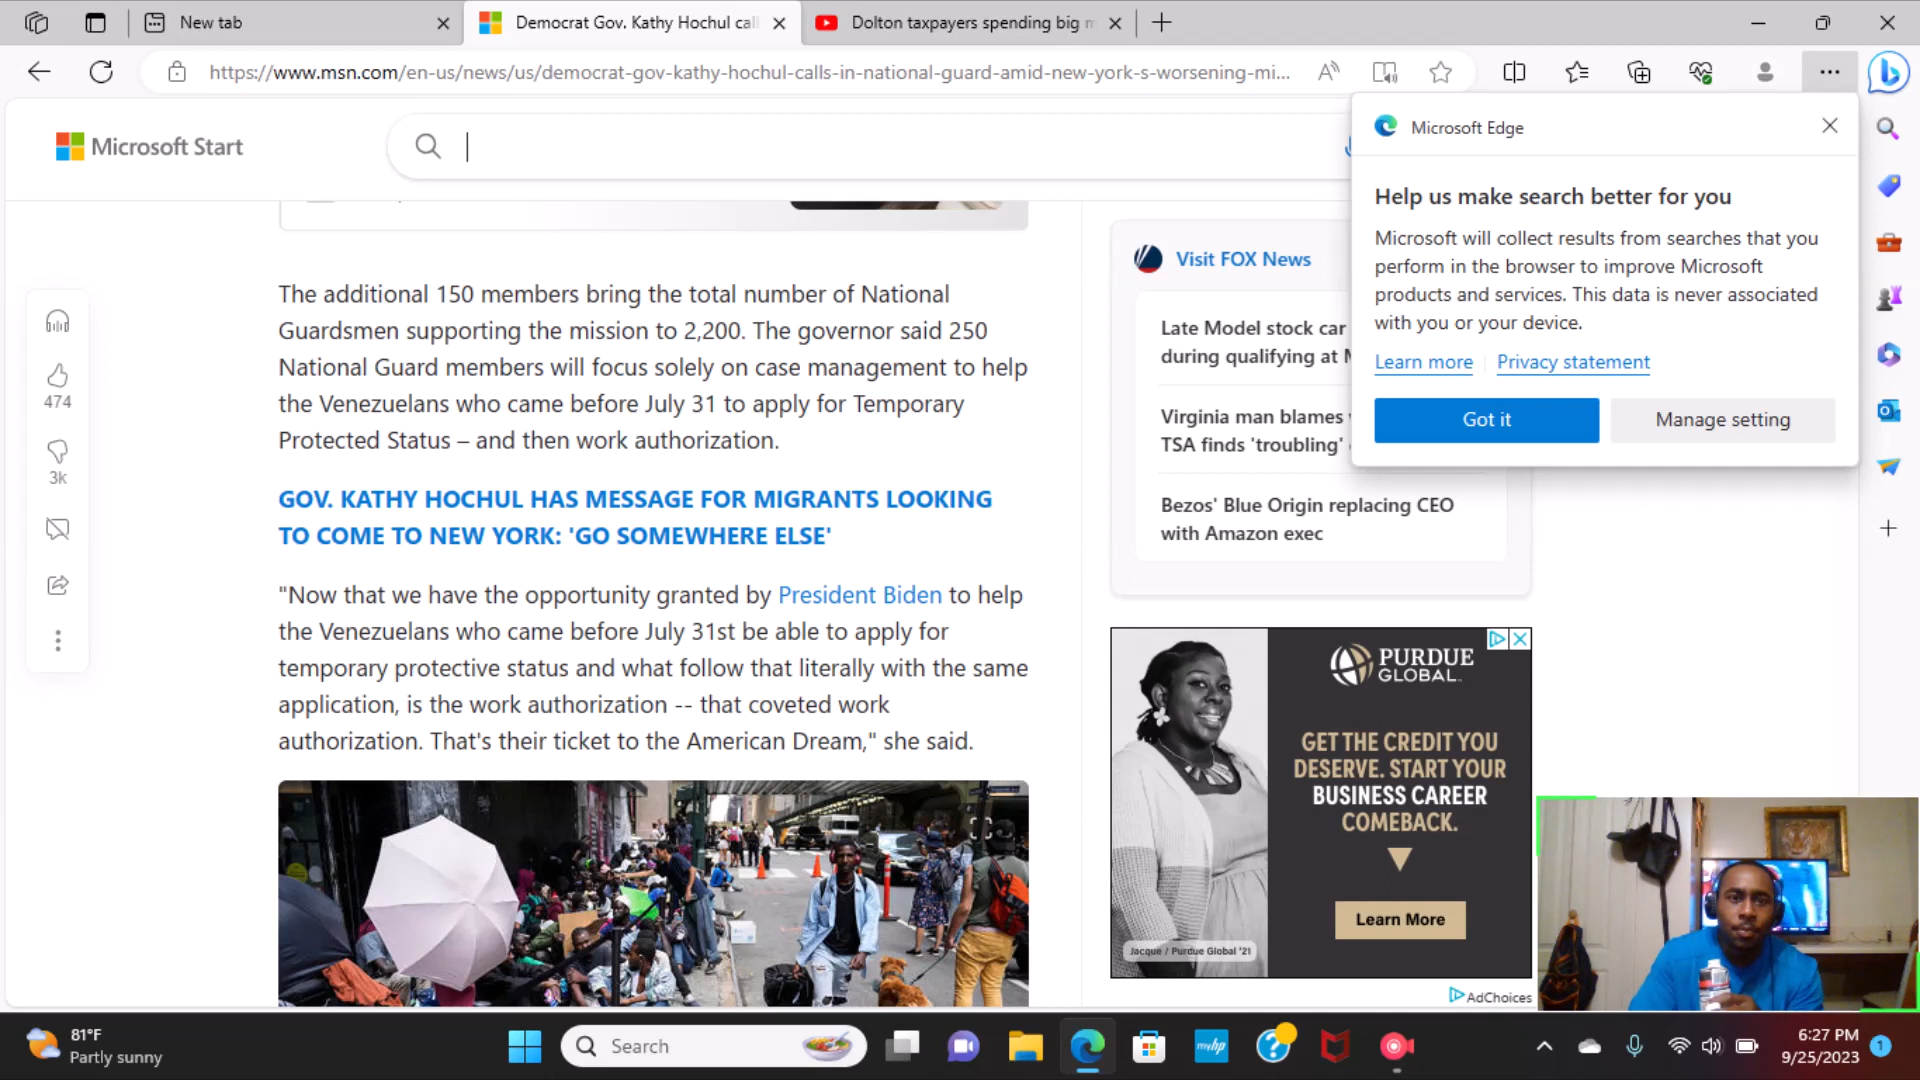 New tab
Democrat Gov. Kathy Hochul cal
Dolton taxpayers spending big m
https://www.msn.com/en-us/news/us/democrat-gov-kathy-hochul-calls-in-national-guard-amid-new-york-s-worsening-mi...
Microsoft Start
Microsoft Edge
Help us make search better for you
Microsoft will collect results from searches that you
perform in the browser to improve Microsoft
products and services. This data is never associated
with you or your device.
Learn more
Privacy statement
Got it
Manage setting
474
3k
The additional 150 members bring the total number of National
Guardsmen supporting the mission to 2,200. The governor said 250
National Guard members will focus solely on case management to help
the Venezuelans who came before July 31 to apply for Temporary
Protected Status – and then work authorization.
GOV. KATHY HOCHUL HAS MESSAGE FOR MIGRANTS LOOKING
TO COME TO NEW YORK: 'GO SOMEWHERE ELSE'
"Now that we have the opportunity granted by President Biden to help
the Venezuelans who came before July 31st be able to apply for
temporary protective status and what follow that literally with the same
application, is the work authorization -- that coveted work
authorization. That's their ticket to the American Dream," she said.
Visit FOX News
Late Model stock car
during qualifying at
Virginia man blames
TSA finds 'troubling'
Bezos' Blue Origin replacing CEO
with Amazon exec
PURDUE
GLOBAL
GET THE CREDIT YOU
DESERVE. START YOUR
BUSINESS CAREER
COMEBACK.
Learn More
Jacque / Purdue Global '21
AdChoices
81°F
Partly sunny
Search
myhp
6:27 PM
9/25/2023
1